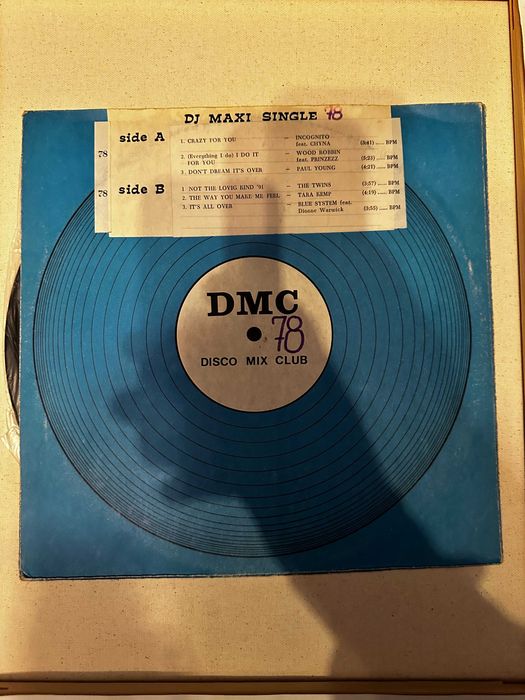 DJ MAXI SINGLE 78
side A
78
1. CRAZY FOR YOU – INCOGNITO
feat. CHYNA (3:41) ...... BPM
2. (Everything I do) I DO IT – WOOD ROBBIN
FOR YOU feat. PRINZEZZ (5:23) ...... BPM
3. DON'T DREAM IT'S OVER – PAUL YOUNG (4:21) ...... BPM
side B
78
1. NOT THE LOVIG KIND '91 – THE TWINS (3:57) ...... BPM
2. THE WAY YOU MAKE ME FEEL – TARA KEMP (4:19) ...... BPM
3. IT'S ALL OVER – BLUE SYSTEM feat.
Dionne Warwick (3:35) ...... BPM
DMC
78
DISCO MIX CLUB